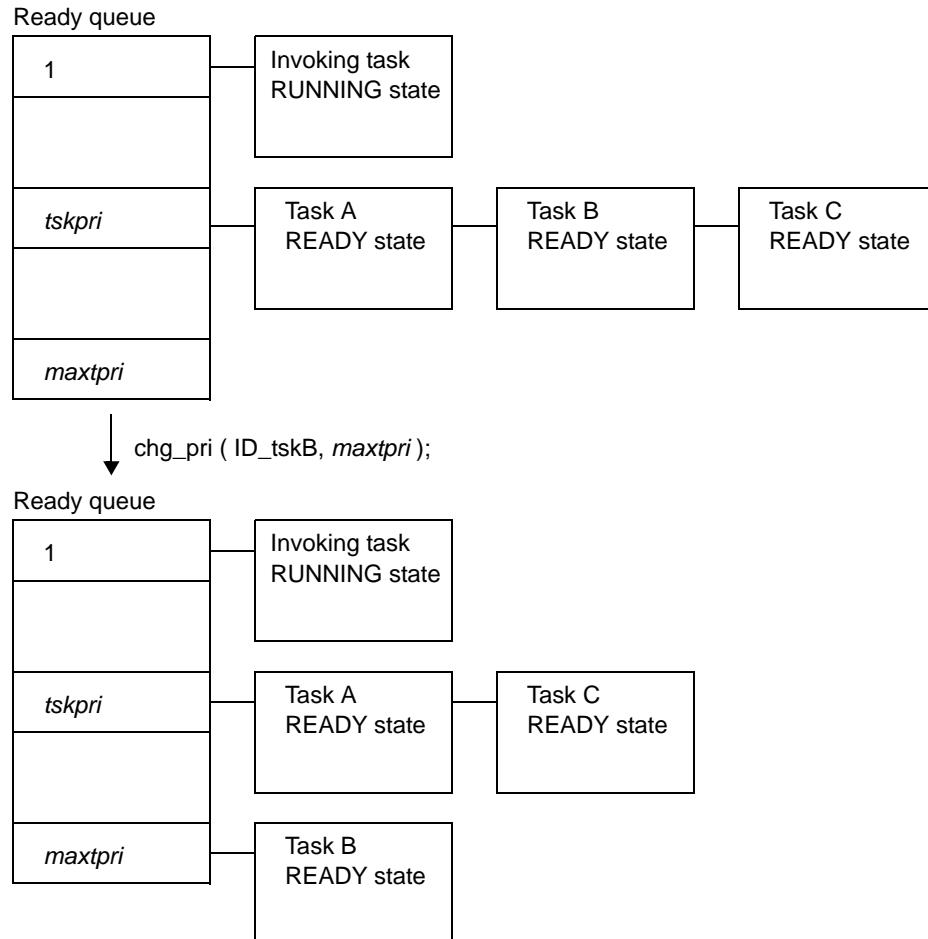 Ready queue
1
Invoking task
RUNNING state
tskpri
Task A
READY state
Task B
READY state
Task C
READY state
maxtpri
chg_pri ( ID_tskB, maxtpri );
Ready queue
1
Invoking task
RUNNING state
tskpri
Task A
READY state
Task C
READY state
maxtpri
Task B
READY state